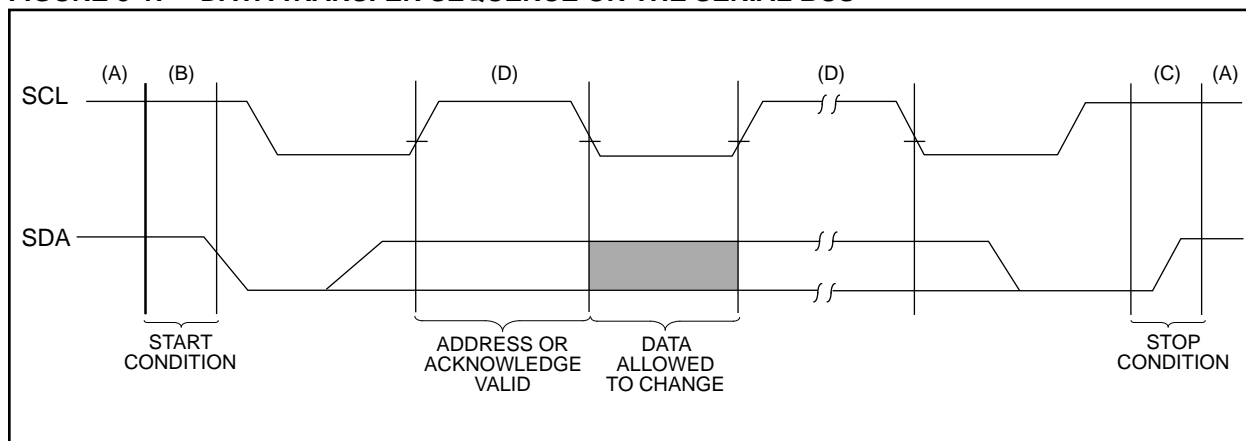 (A) (B) (D) (D) (C) (A)
SCL
SDA
START
CONDITION
ADDRESS OR
ACKNOWLEDGE
VALID
DATA
ALLOWED
TO CHANGE
STOP
CONDITION